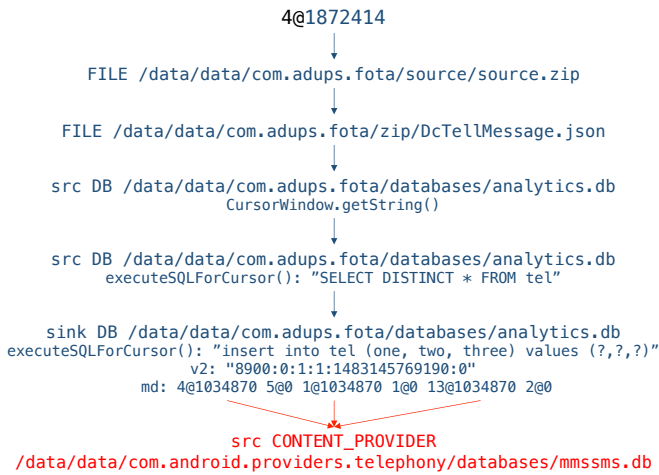 4@1872414
FILE /data/data/com.adups.fota/source/source.zip
FILE /data/data/com.adups.fota/zip/DcTellMessage.json
src DB /data/data/com.adups.fota/databases/analytics.db
CursorWindow.getString()
src DB /data/data/com.adups.fota/databases/analytics.db
executeSQLForCursor(): ”SELECT DISTINCT * FROM tel”
sink DB /data/data/com.adups.fota/databases/analytics.db
executeSQLForCursor(): ”insert into tel (one, two, three) values (?,?,?)”
v2: "8900:0:1:1:1483145769190:0"
md: 4@1034870 5@0 1@1034870 1@0 13@1034870 2@0
src CONTENT_PROVIDER
/data/data/com.android.providers.telephony/databases/mmssms.db